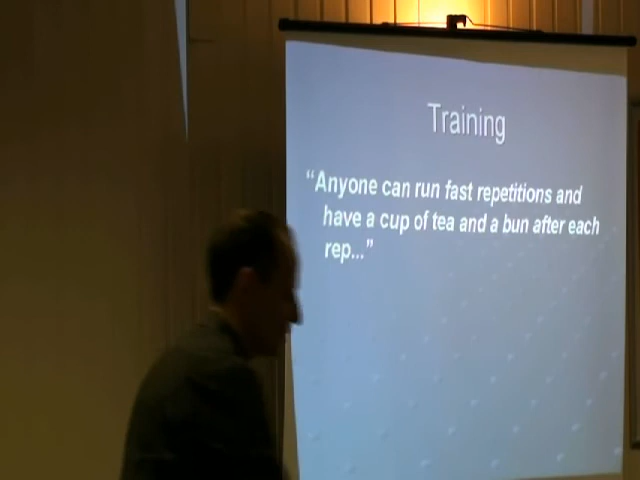 Training
“Anyone can run fast repetitions and
have a cup of tea and a bun after each
rep...”